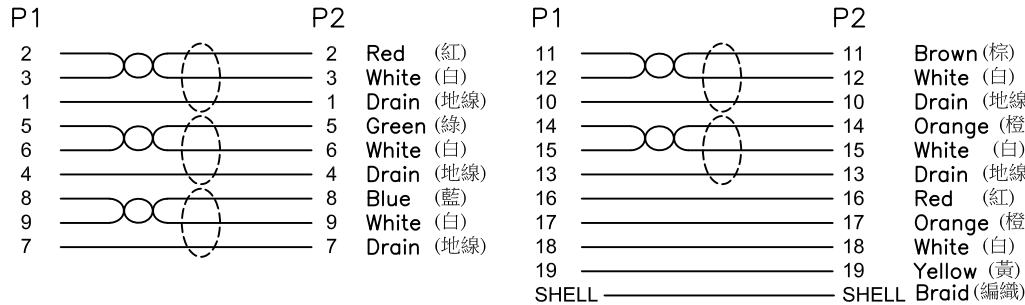 P1 P2 P1 P2
2 2 Red (紅) 11 11 Brown(棕)
3 3 White (白) 12 12 White (白)
1 1 Drain (地線) 10 10 Drain (地線
5 5 Green (綠) 14 14 Orange (橙
6 6 White (白) 15 15 White (白)
4 4 Drain (地線) 13 13 Drain (地線
8 8 Blue (藍) 16 16 Red (紅)
9 9 White (白) 17 17 Orange (橙
7 7 Drain (地線) 18 18 White (白)
19 19 Yellow (黃)
SHELL SHELL Braid(編織)